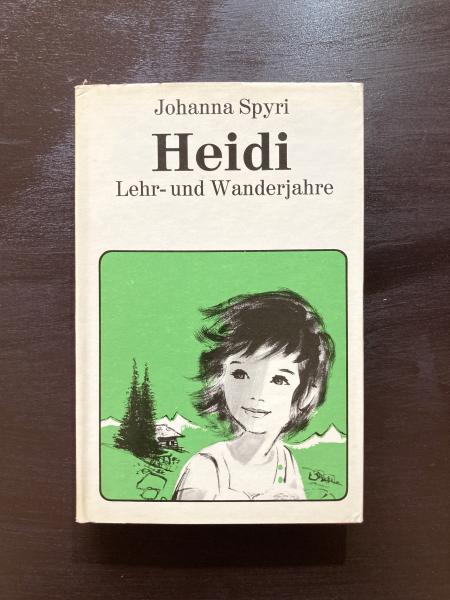 Johanna Spyri
Heidi
Lehr- und Wanderjahre